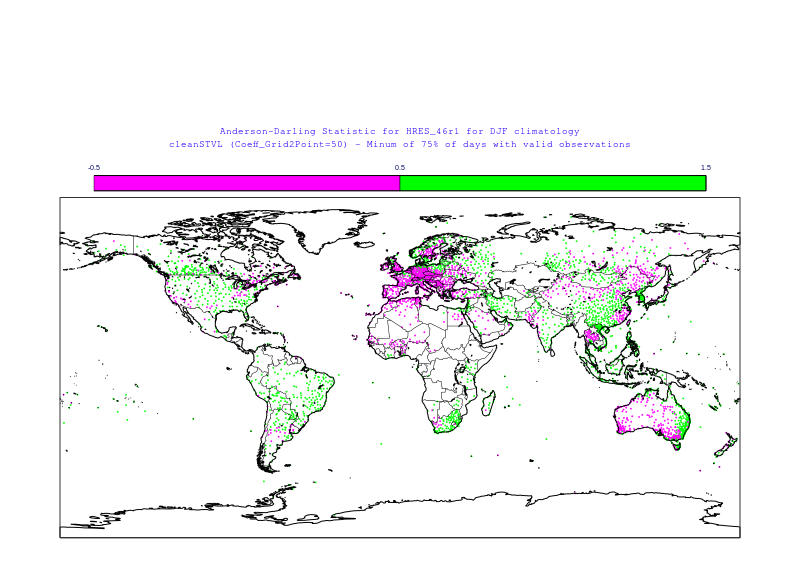 Anderson-Darling Statistic for HRES_46r1 for DJF climatology
cleanSTVL (Coeff_Grid2Point=50) - Minum of 75% of days with valid observations
-0.5 0.5 1.5